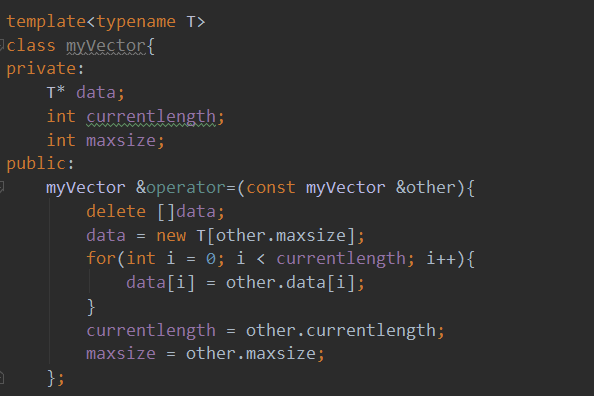 template<typename T>
class myVector{
private:
    T* data;
    int currentlength;
    int maxsize;
public:
    myVector &operator=(const myVector &other){
        delete []data;
        data = new T[other.maxsize];
        for(int i = 0; i < currentlength; i++){
            data[i] = other.data[i];
        }
        currentlength = other.currentlength;
        maxsize = other.maxsize;
    };